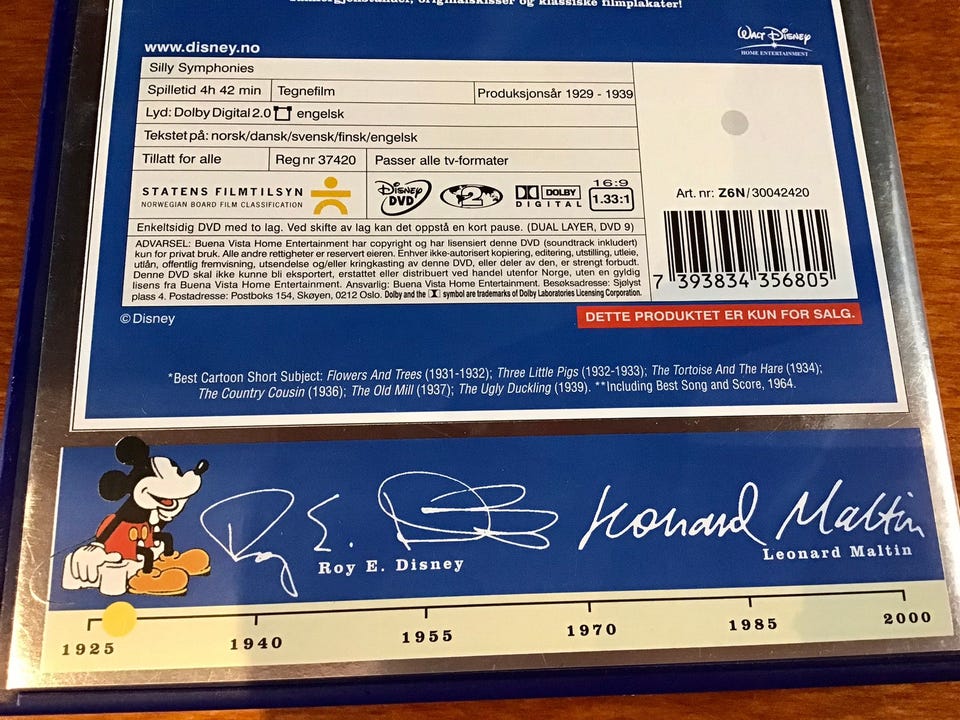 originalskisser og klassiske filmplakater!
www.disney.no
WALT DISNEY
HOME ENTERTAINMENT
Silly Symphonies
Spilletid 4h 42 min Tegnefilm Produksjonsår 1929 - 1939
Lyd: Dolby Digital 2.0 engelsk
Tekstet på: norsk/dansk/svensk/finsk/engelsk
Tillatt for alle Reg nr 37420 Passer alle tv-formater
STATENS FILMTILSYN
NORWEGIAN BOARD FILM CLASSIFICATION
Disney DVD 2 DOLBY DIGITAL 16:9 1.33:1
Art. nr: Z6N/30042420
Enkeltsidig DVD med to lag. Ved skifte av lag kan det oppstå en kort pause. (DUAL LAYER, DVD 9)
ADVARSEL: Buena Vista Home Entertainment har copyright og har lisensiert denne DVD (soundtrack inkludert)
kun for privat bruk. Alle andre rettigheter er reservert eieren. Enhver ikke-autorisert kopiering, editering, utstilling, utleie,
utlån, offentlig fremvisning, utsendelse og/eller kringkasting av denne DVD, eller deler av den, er strengt forbudt.
Denne DVD skal ikke kunne bli eksportert, erstattet eller distribuert ved handel utenfor Norge, uten en gyldig
lisens fra Buena Vista Home Entertainment. Ansvarlig: Buena Vista Home Entertainment. Besøksadresse: Sjølyst
plass 4. Postadresse: Postboks 154, Skøyen, 0212 Oslo. Dolby and the symbol are trademarks of Dolby Laboratories Licensing Corporation.
7 393834 356805
©Disney
DETTE PRODUKTET ER KUN FOR SALG.
*Best Cartoon Short Subject: Flowers And Trees (1931-1932); Three Little Pigs (1932-1933); The Tortoise And The Hare (1934);
The Country Cousin (1936); The Old Mill (1937); The Ugly Duckling (1939). **Including Best Song and Score, 1964.
Roy E. Disney
Leonard Maltin
Roy E. Disney
Leonard Maltin
1925 1940 1955 1970 1985 2000